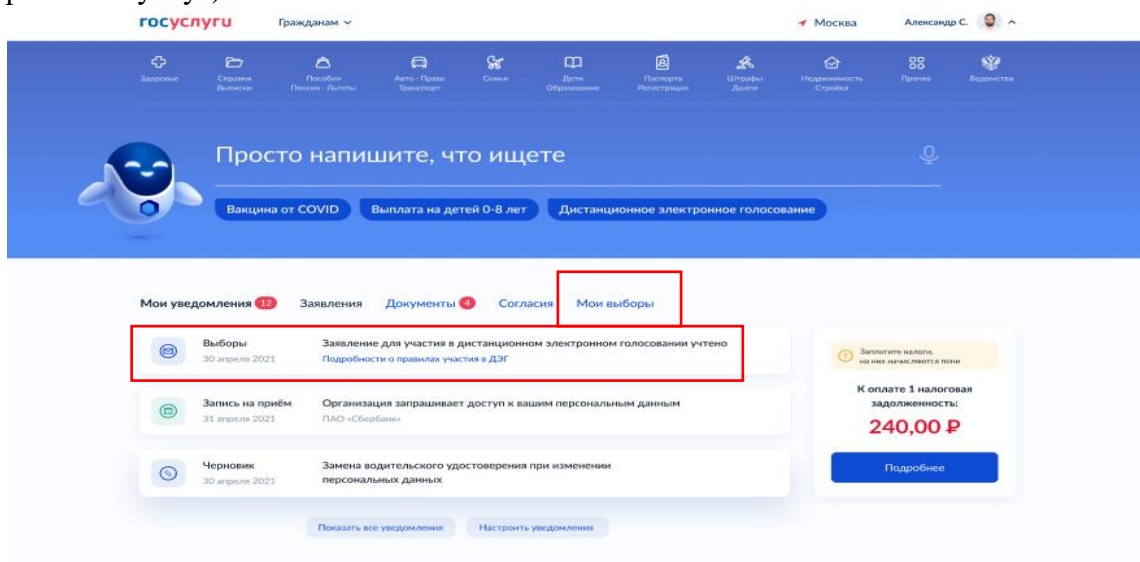 госуслуги Гражданам Москва Александр С.
Здоровье Справки Выписки Пособия Пенсия · Льготы Авто · Право Транспорт Семья Дети Образование Паспорта Регистрация Штрафы Долги Недвижимость Стройка Прочее Ведомства
Просто напишите, что ищете
Вакцина от COVID Выплата на детей 0-8 лет Дистанционное электронное голосование
Мои уведомления 12 Заявления Документы 4 Согласия Мои выборы
Выборы Заявление для участия в дистанционном электронном голосовании учтено
30 апреля 2021 Подробности о правилах участия в ДЭГ
Запись на приём Организация запрашивает доступ к вашим персональным данным
31 апреля 2021 ПАО «Сбербанк»
Черновик Замена водительского удостоверения при изменении
30 апреля 2021 персональных данных
Показать все уведомления Настроить уведомления
Заплатите налоги,
на них начисляются пени
К оплате 1 налоговая
задолженность:
240,00 ₽
Подробнее